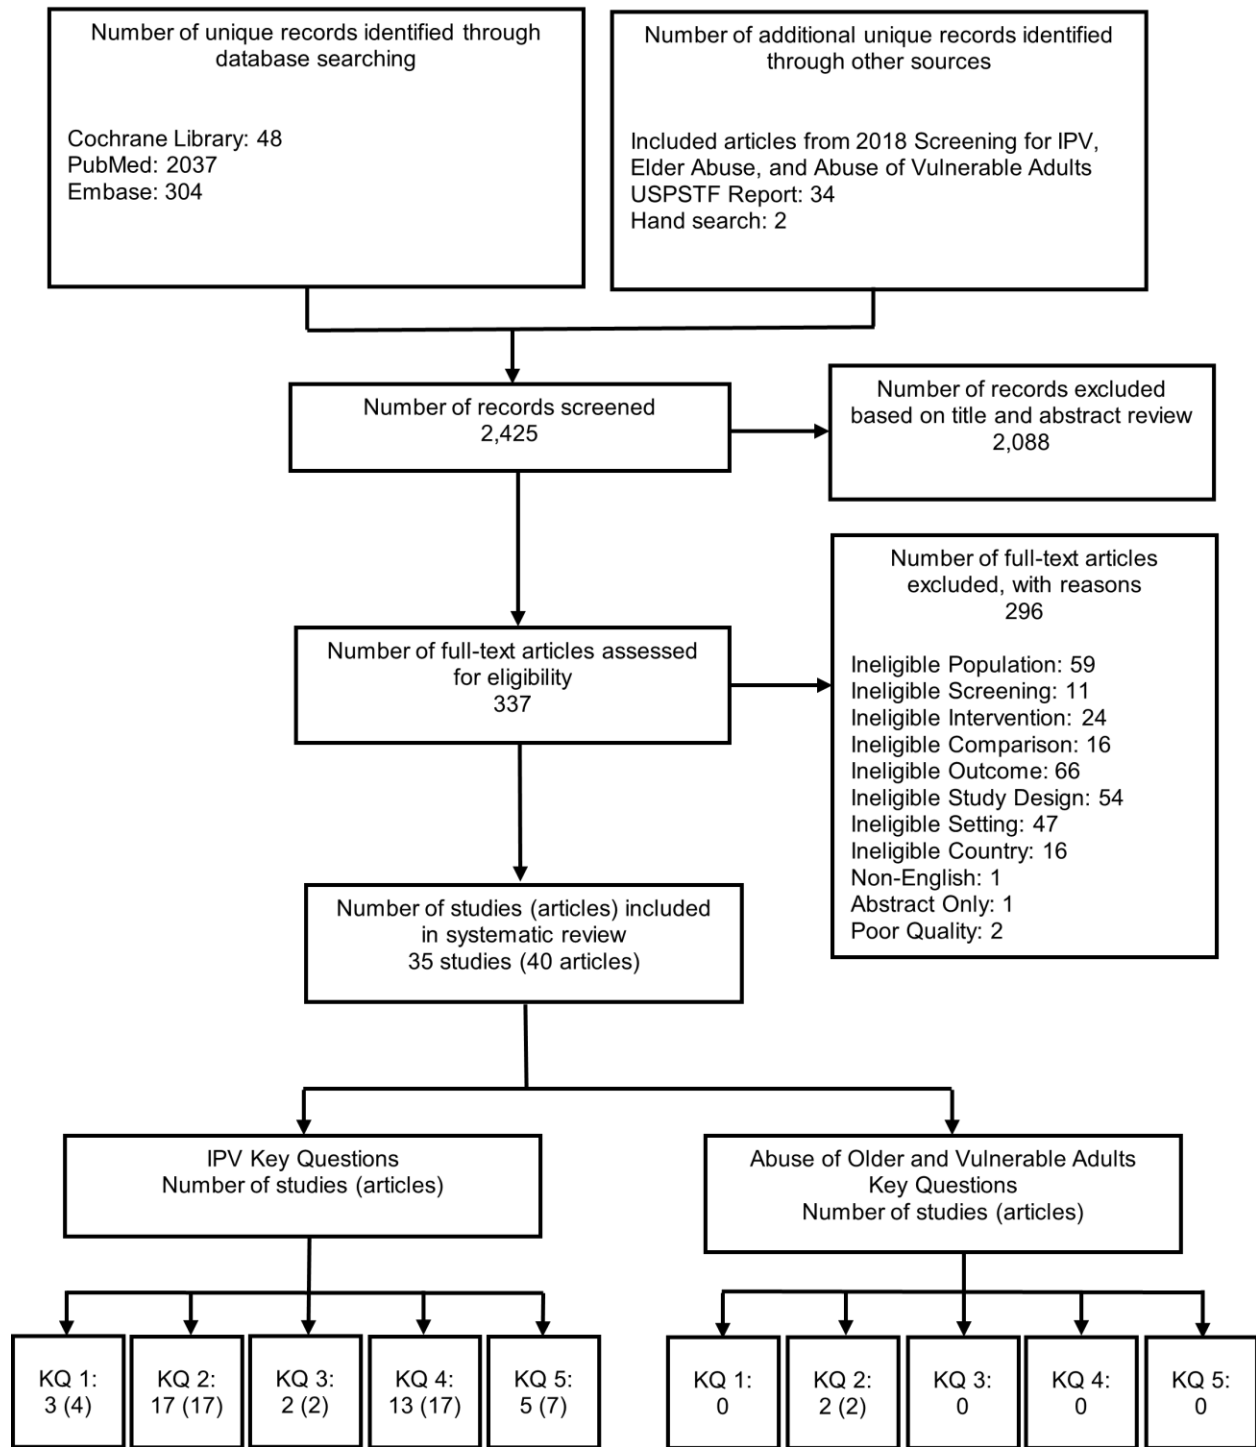 Number of unique records identified through
database searching
Cochrane Library: 48
PubMed: 2037
Embase: 304
Number of additional unique records identified
through other sources
Included articles from 2018 Screening for IPV,
Elder Abuse, and Abuse of Vulnerable Adults
USPSTF Report: 34
Hand search: 2
Number of records screened
2,425
Number of records excluded
based on title and abstract review
2,088
Number of full-text articles assessed
for eligibility
337
Number of full-text articles
excluded, with reasons
296
Ineligible Population: 59
Ineligible Screening: 11
Ineligible Intervention: 24
Ineligible Comparison: 16
Ineligible Outcome: 66
Ineligible Study Design: 54
Ineligible Setting: 47
Ineligible Country: 16
Non-English: 1
Abstract Only: 1
Poor Quality: 2
Number of studies (articles) included
in systematic review
35 studies (40 articles)
IPV Key Questions
Number of studies (articles)
Abuse of Older and Vulnerable Adults
Key Questions
Number of studies (articles)
KQ 1:
3 (4)
KQ 2:
17 (17)
KQ 3:
2 (2)
KQ 4:
13 (17)
KQ 5:
5 (7)
KQ 1:
0
KQ 2:
2 (2)
KQ 3:
0
KQ 4:
0
KQ 5:
0